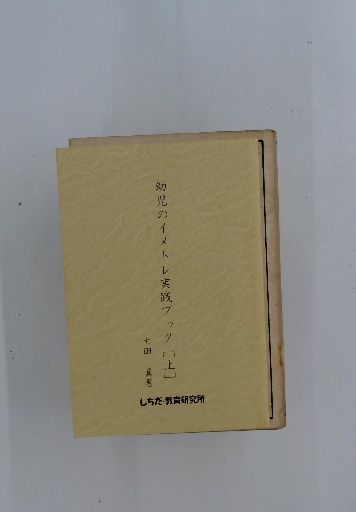 幼児のイメトレ実践ブック［上］
七田 眞 著
しちだ・教育研究所